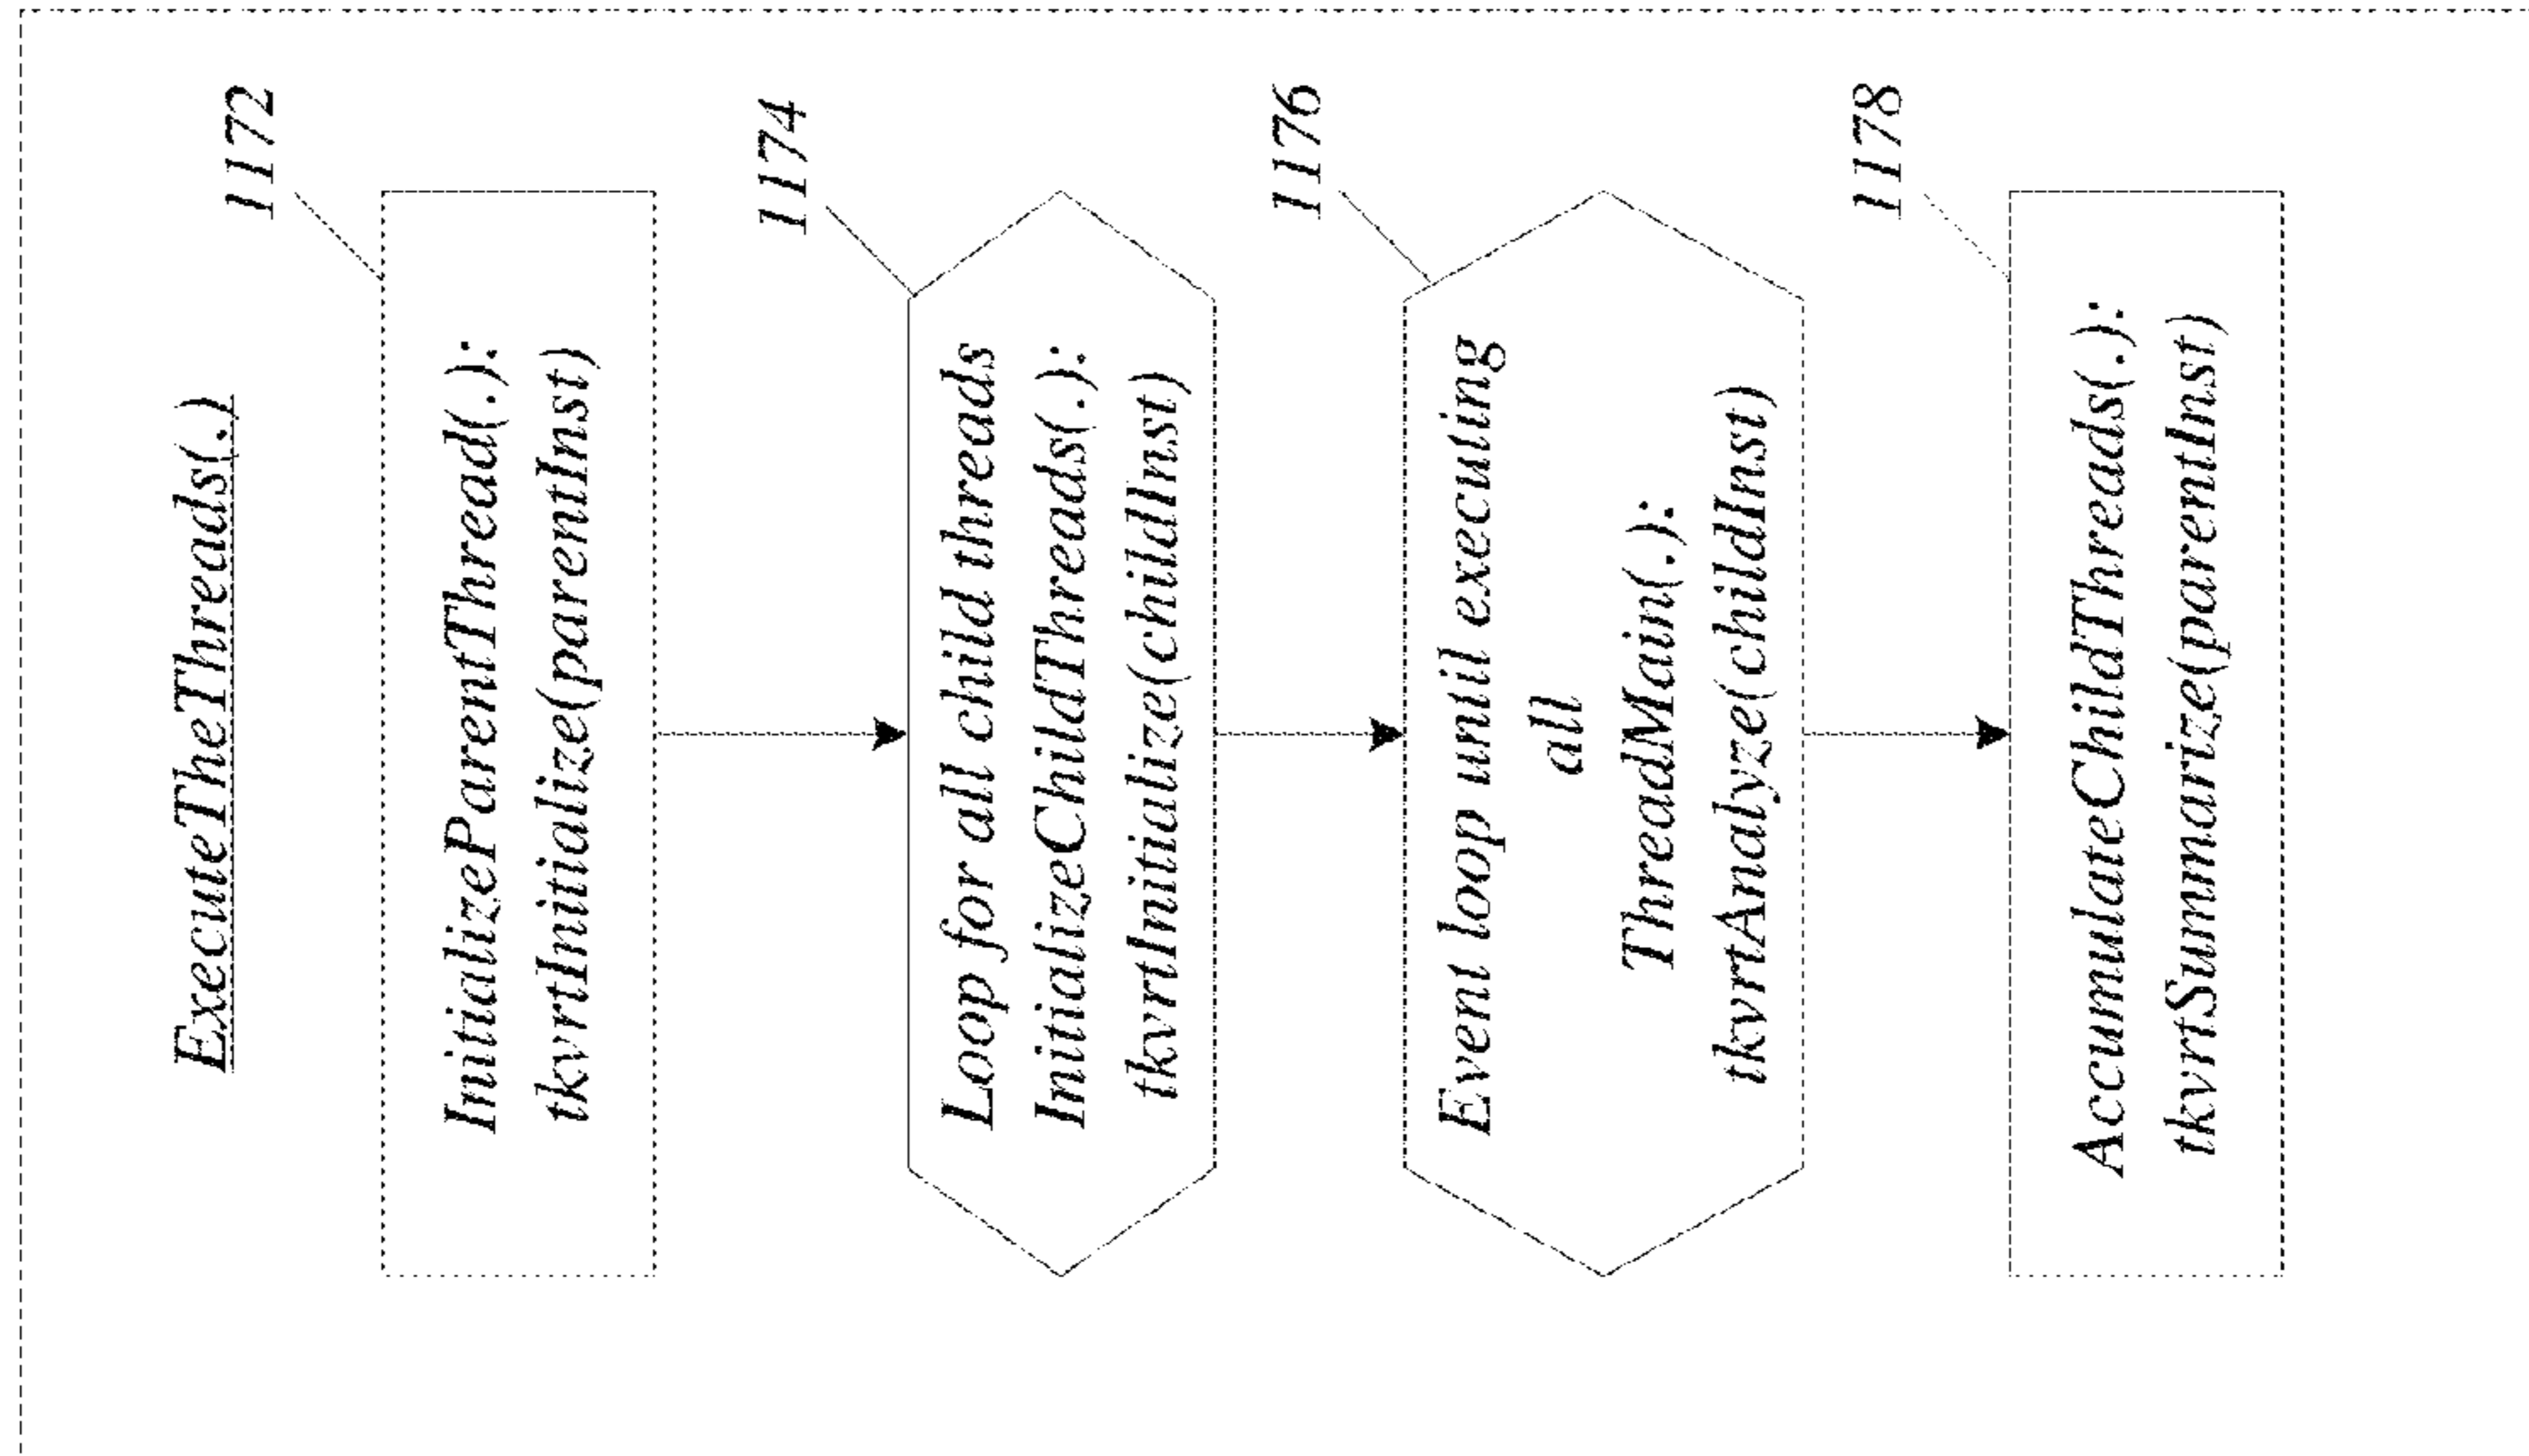 ExecuteTheThreads(.)
1172
InitializeParentThread(.):
tkvrtInitialize(parentInst)
1174
Loop for all child threads
InitializeChildThreads(.):
tkvrtInitialize(childInst)
1176
Event loop until executing
all
ThreadMain(.):
tkvrtAnalyze(childInst)
1178
AccumulateChildThreads(.):
tkvrtSummarize(parentInst)